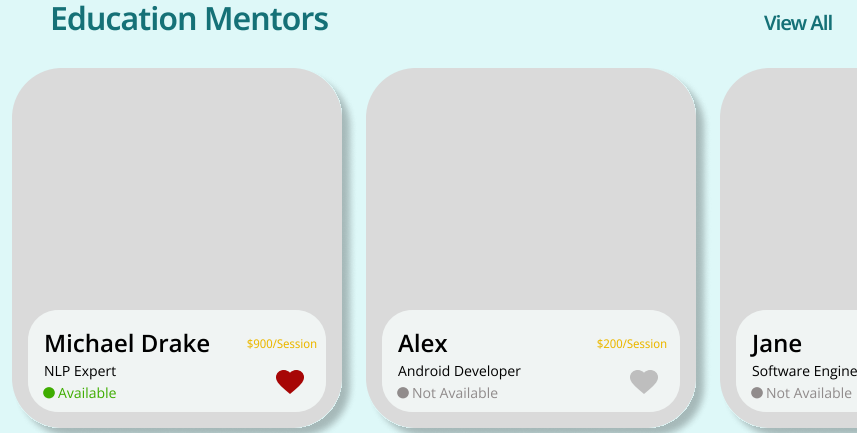 Education Mentors
View All
Michael Drake
$900/Session
NLP Expert
Available
Alex
$200/Session
Android Developer
Not Available
Jane
Software Engine
Not Available